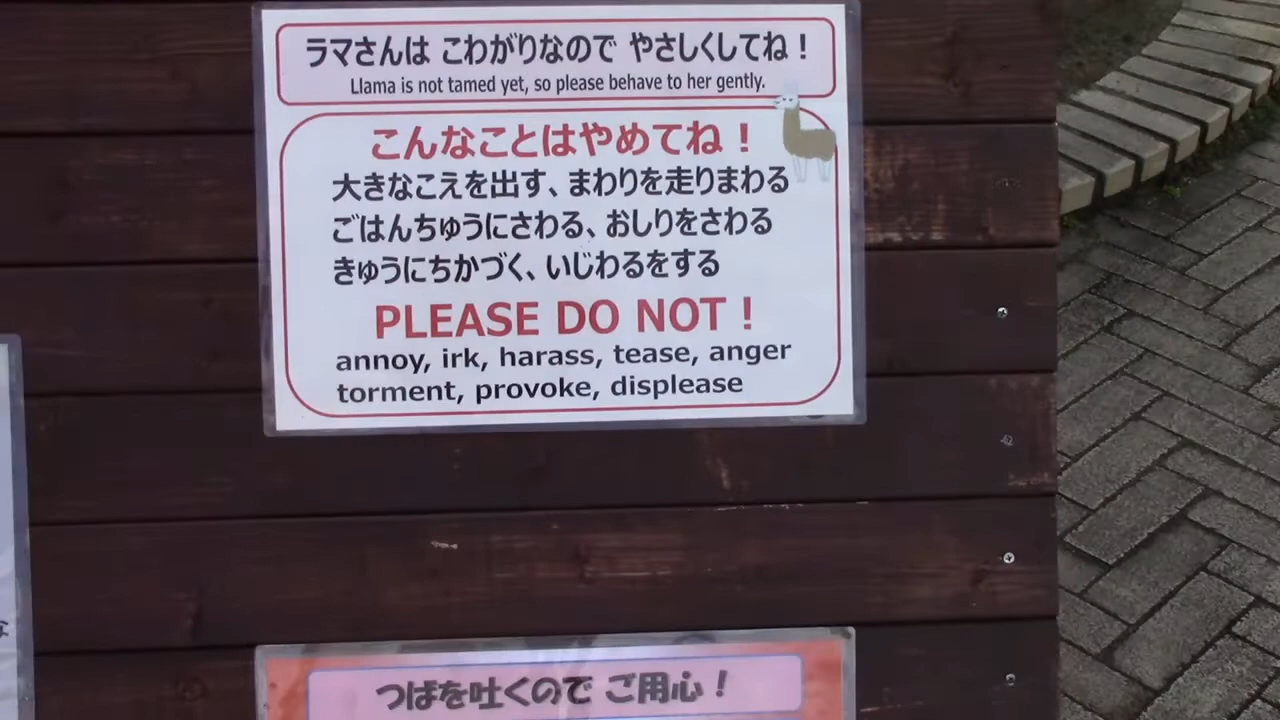 ラマさんは こわがりなので やさしくしてね！
Llama is not tamed yet, so please behave to her gently.
こんなことはやめてね！
大きなこえを出す、まわりを走りまわる
ごはんちゅうにさわる、おしりをさわる
きゅうにちかづく、いじわるをする
PLEASE DO NOT !
annoy, irk, harass, tease, anger
torment, provoke, displease
つばを吐くので ご用心！